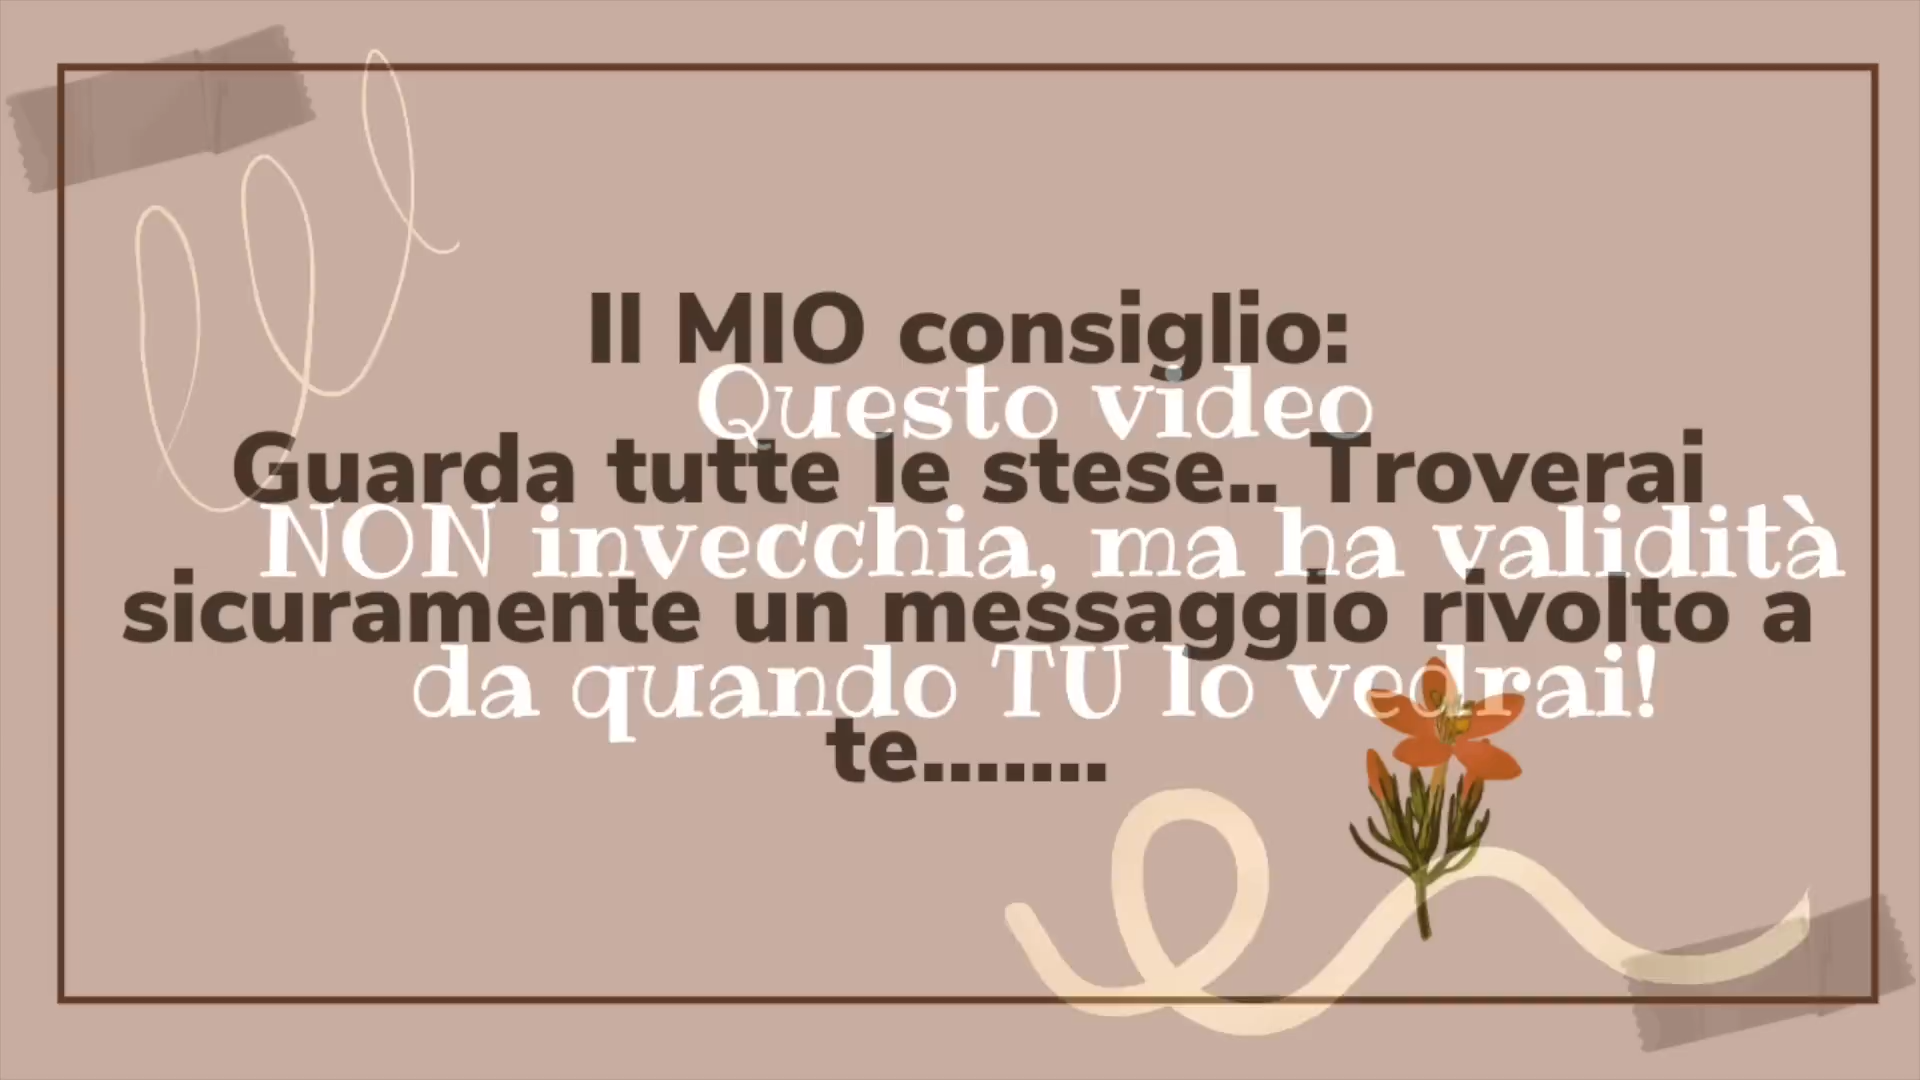 Il MIO consiglio:
Questo video
Guarda tutte le stese.. Troverai
NON invecchia, ma ha validità
sicuramente un messaggio rivolto a
da quando TU lo vedrai!
te.......